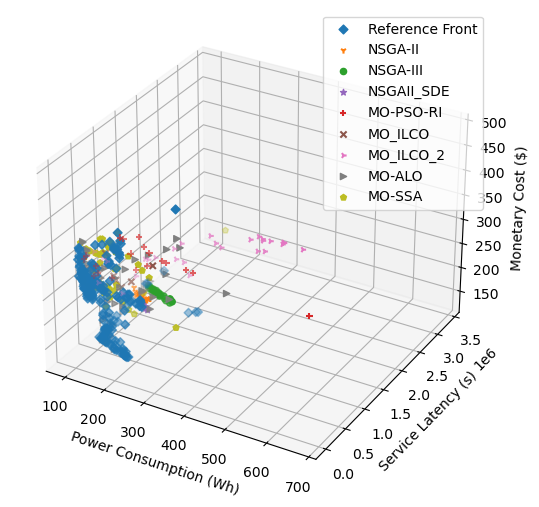 Reference Front
NSGA-II
NSGA-III
NSGAII_SDE
MO-PSO-RI
MO_ILCO
MO_ILCO_2
MO-ALO
MO-SSA
500
450
400
350
300
250
200
150
Monetary Cost ($)
3.5
3.0
2.5
2.0
1.5
1.0
0.5
0.0
1e6
Service Latency (s)
100
200
300
400
500
600
700
Power Consumption (Wh)